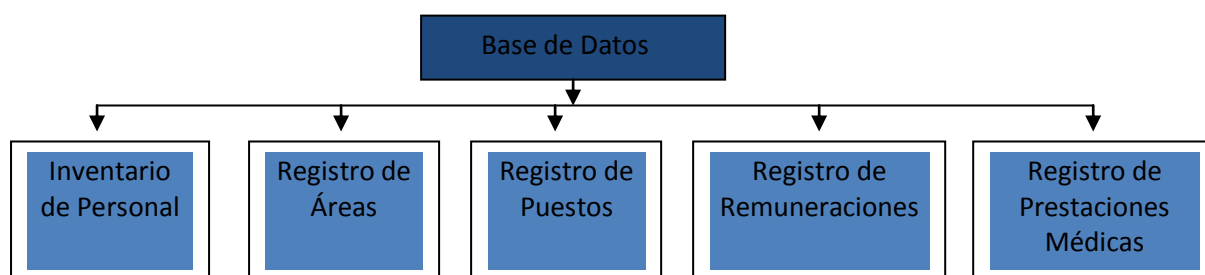 Base de Datos
Inventario
de Personal
Registro de
Áreas
Registro de
Puestos
Registro de
Remuneraciones
Registro de
Prestaciones
Médicas